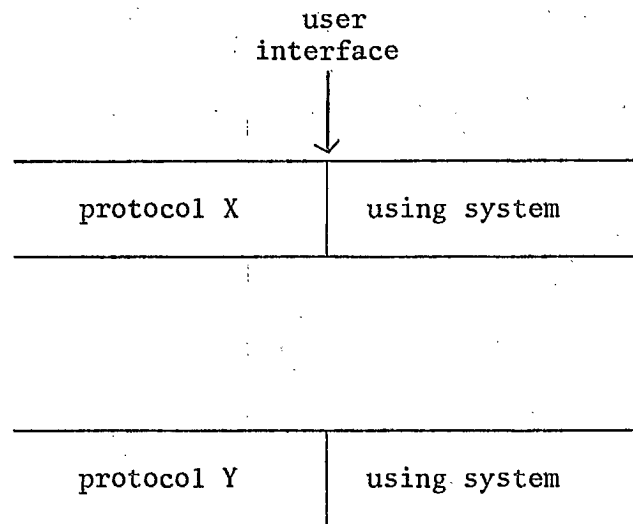 user
interface
protocol X using system
protocol Y using system